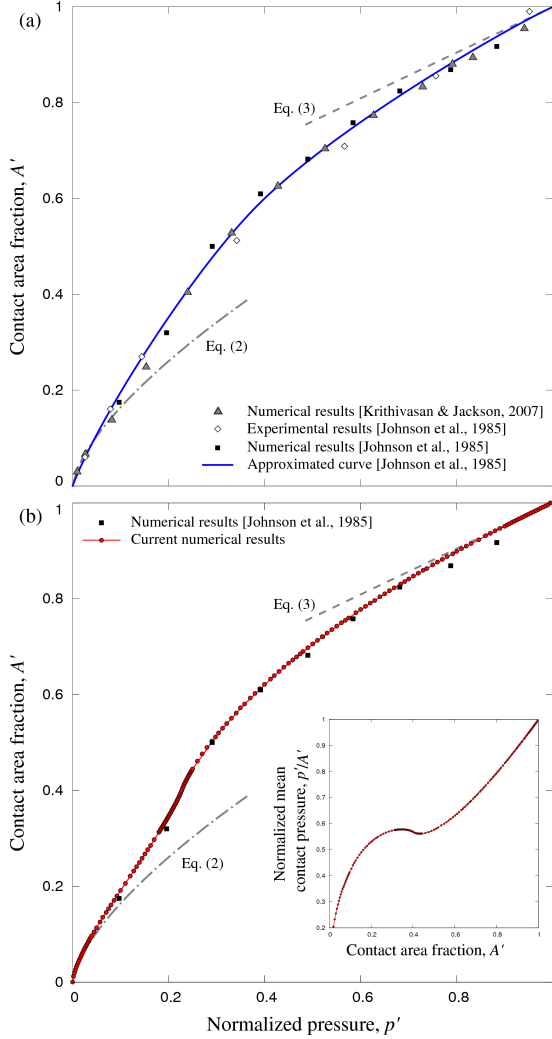 (a)
1
0.8
0.6
0.4
0.2
0
Contact area fraction, A′
Eq. (3)
Eq. (2)
Numerical results [Krithivasan & Jackson, 2007]
Experimental results [Johnson et al., 1985]
Numerical results [Johnson et al., 1985]
Approximated curve [Johnson et al., 1985]
(b)
1
0.8
0.6
0.4
0.2
0
Contact area fraction, A′
Numerical results [Johnson et al., 1985]
Current numerical results
Eq. (3)
Eq. (2)
1
0.9
0.8
0.7
0.6
0.5
0.4
0.3
0.2
Normalized mean
contact pressure, p′/A′
0 0.2 0.4 0.6 0.8 1
Contact area fraction, A′
0 0.2 0.4 0.6 0.8
Normalized pressure, p′